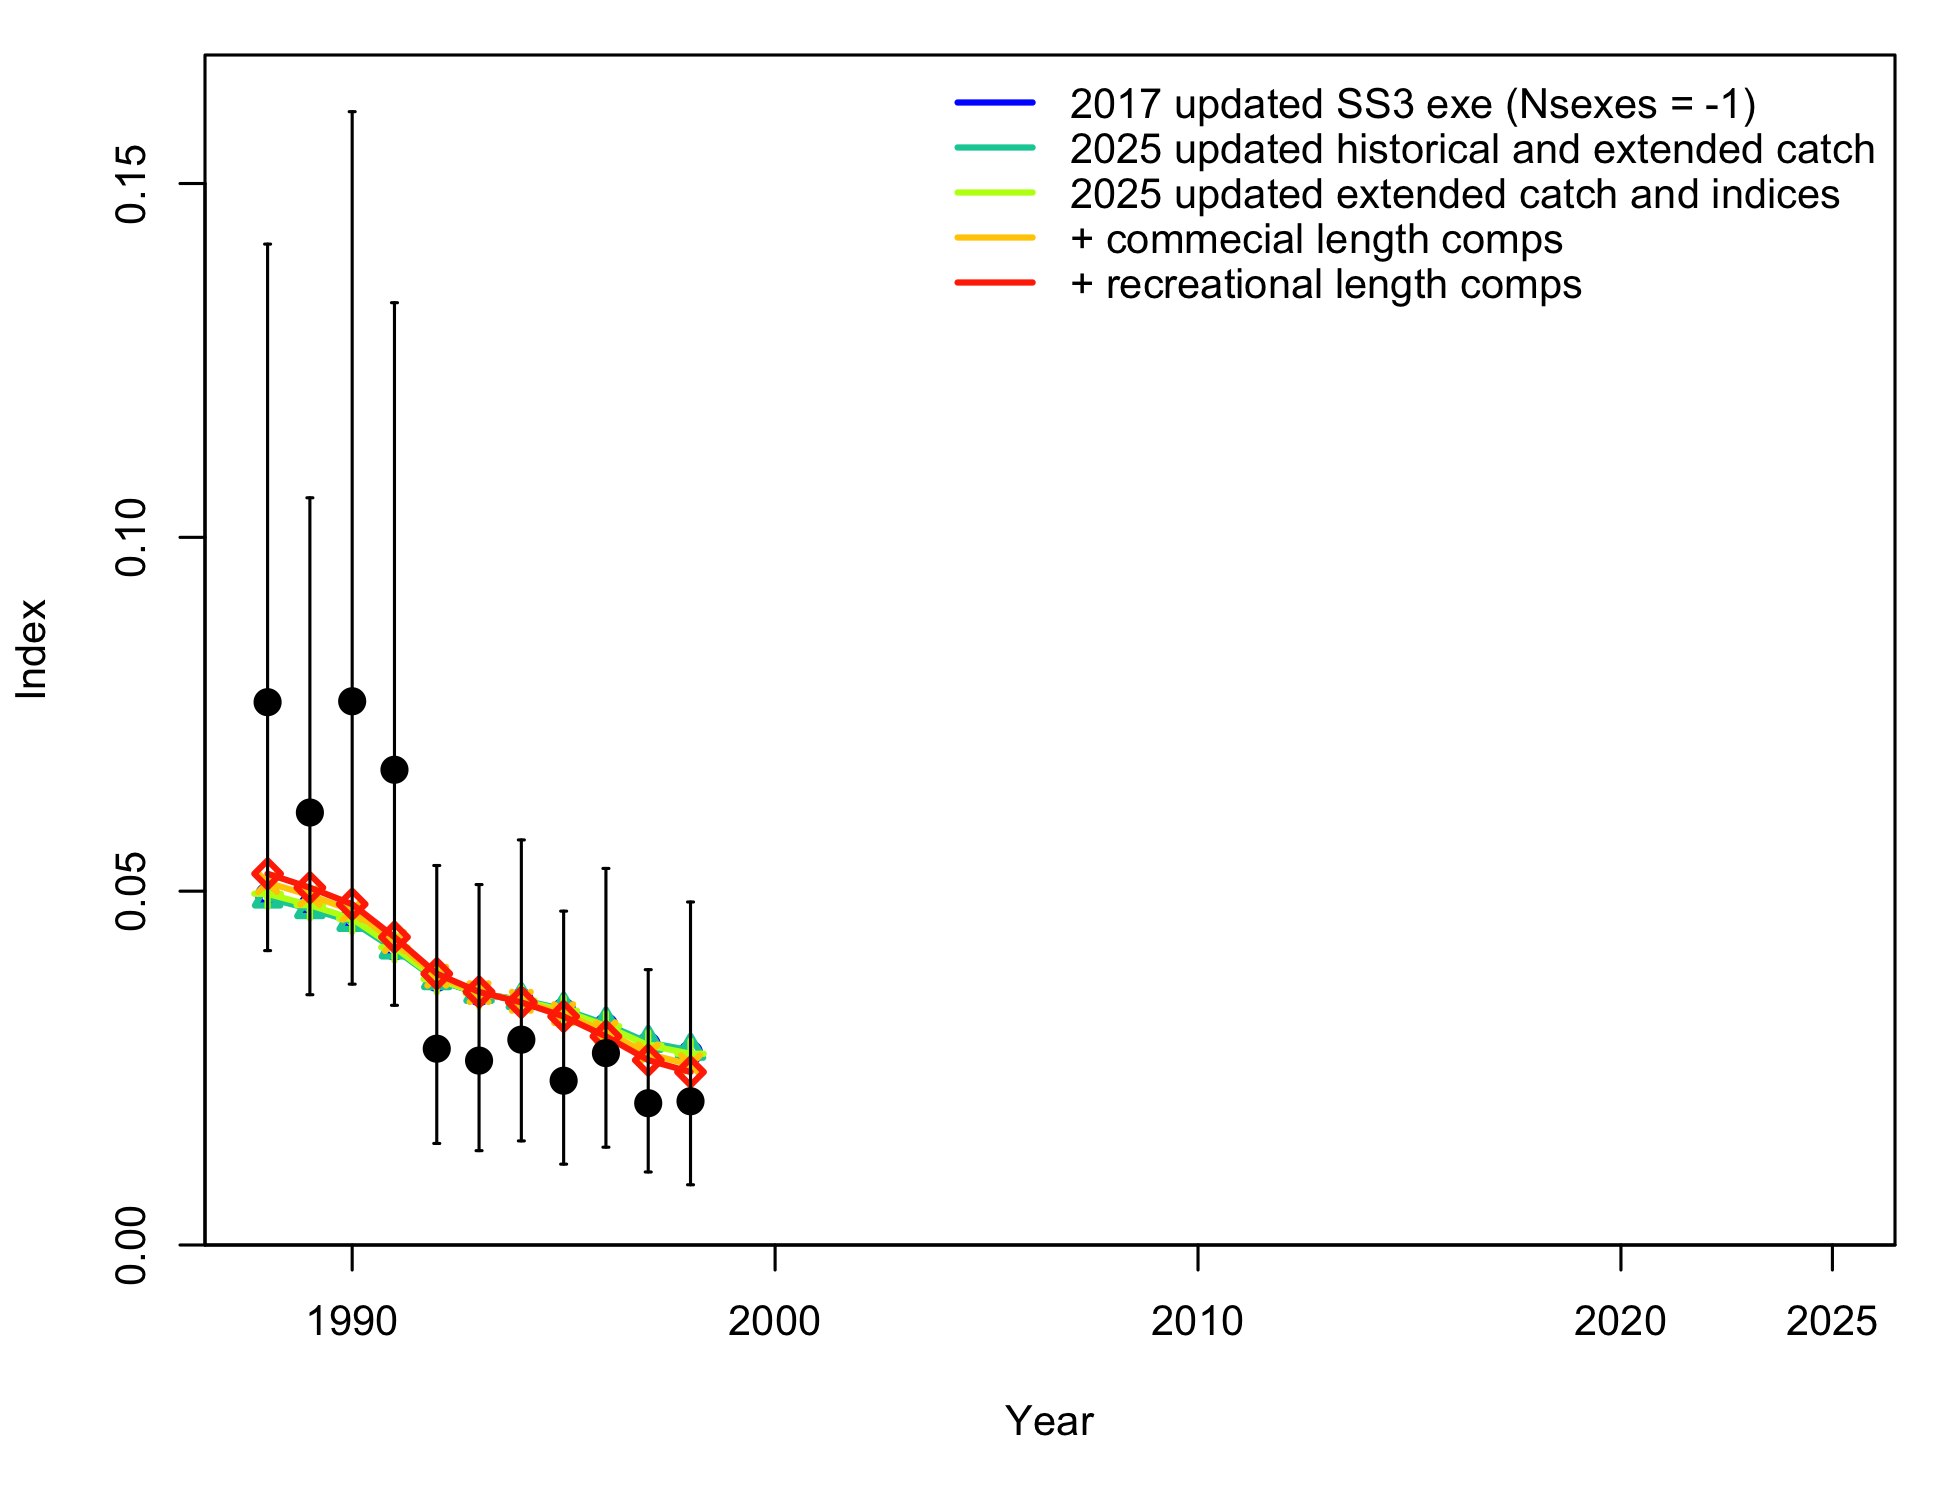 2017 updated SS3 exe (Nsexes = -1)
2025 updated historical and extended catch
2025 updated extended catch and indices
+ commecial length comps
+ recreational length comps
0.15
0.10
0.05
0.00
Index
1990 2000 2010 2020 2025
Year